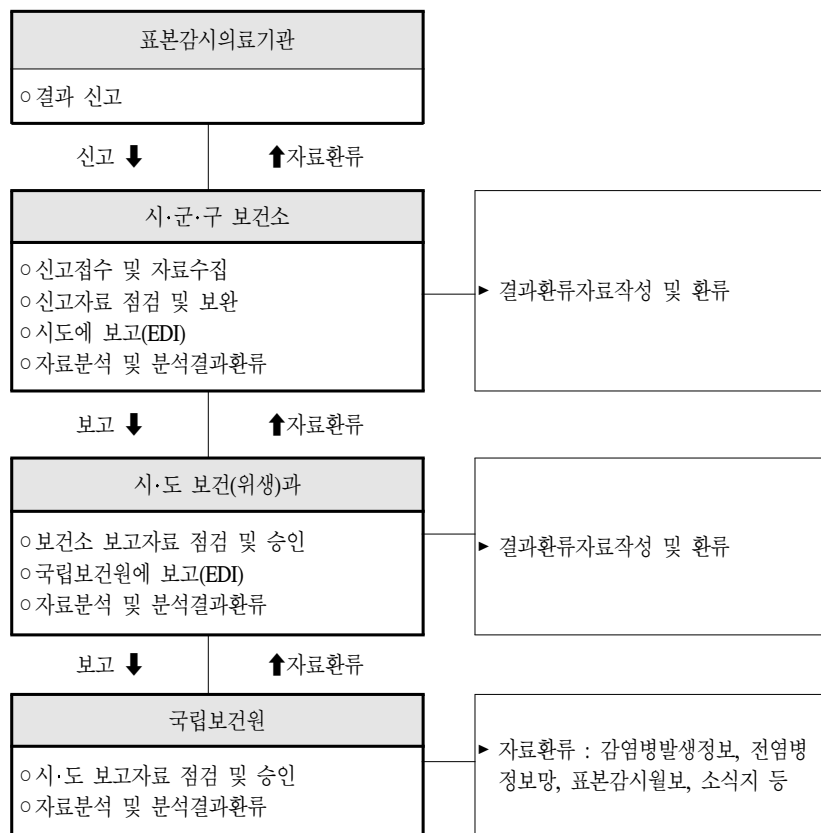 표본감시의료기관
○결과 신고
신고 ⬇ ⬆자료환류
시·군·구 보건소
○신고접수 및 자료수집
○신고자료 점검 및 보완
○시도에 보고(EDI)
○자료분석 및 분석결과환류
► 결과환류자료작성 및 환류
보고 ⬇ ⬆자료환류
시·도 보건(위생)과
○보건소 보고자료 점검 및 승인
○국립보건원에 보고(EDI)
○자료분석 및 분석결과환류
► 결과환류자료작성 및 환류
보고 ⬇ ⬆자료환류
국립보건원
○시·도 보고자료 점검 및 승인
○자료분석 및 분석결과환류
► 자료환류 : 감염병발생정보, 전염병
정보망, 표본감시월보, 소식지 등